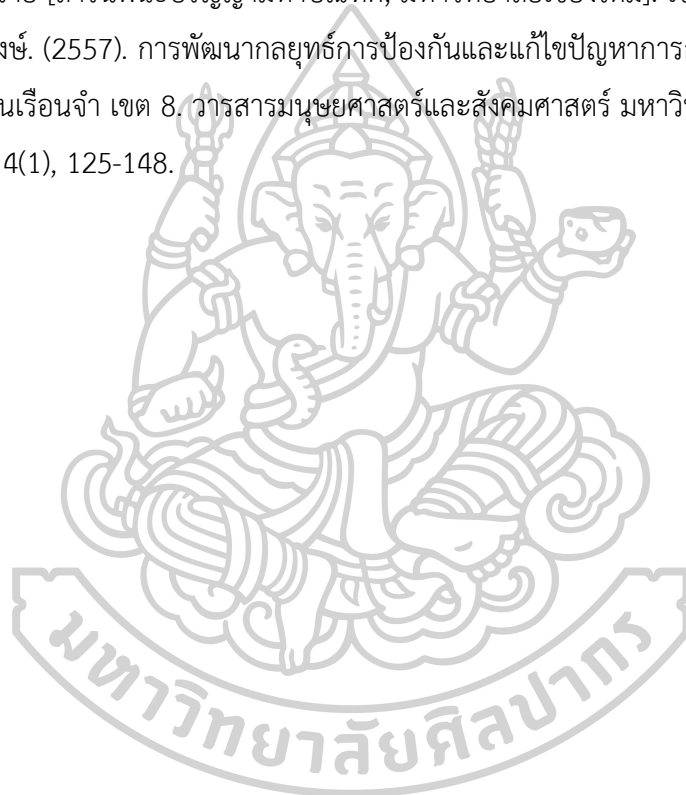 งษ์. (2557). การพัฒนากลยุทธ์การป้องกันและแก้ไขปัญหาการ
นเรือนจำ เขต 8. วารสารมนุษยศาสตร์และสังคมศาสตร์ มหาวิ
4(1), 125-148.
มหาวิทยาลัยศิลปากร